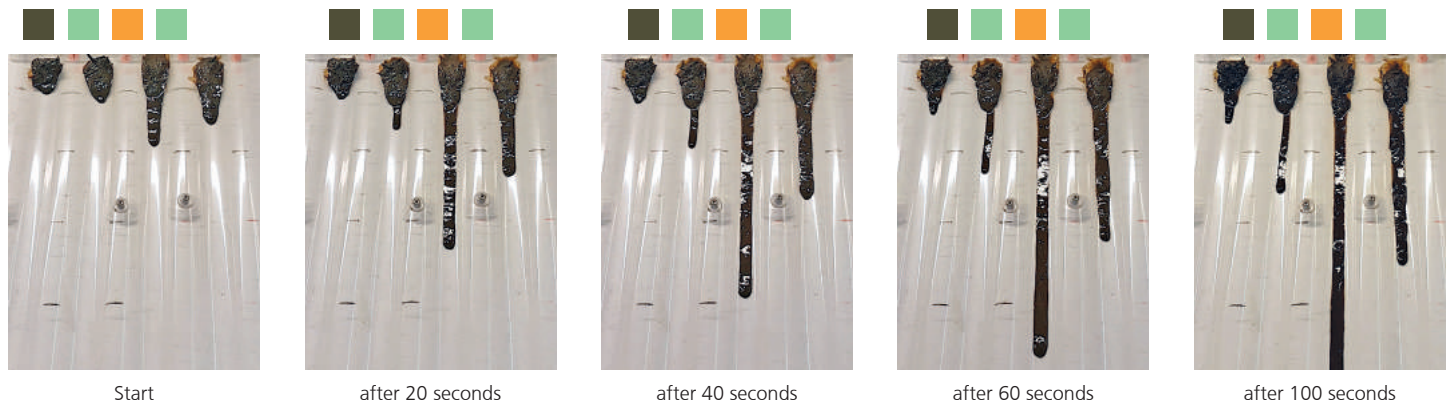 Start
after 20 seconds
after 40 seconds
after 60 seconds
after 100 seconds